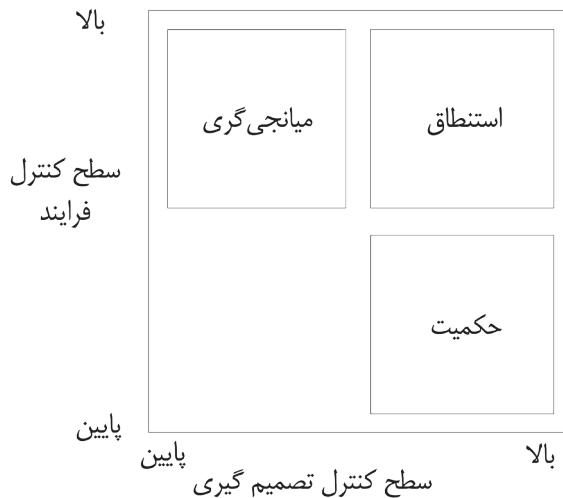 بالا
میانجی‌گری
استنطاق
سطح کنترل
فرایند
حکمیت
پایین
پایین
بالا
سطح کنترل تصمیم گیری